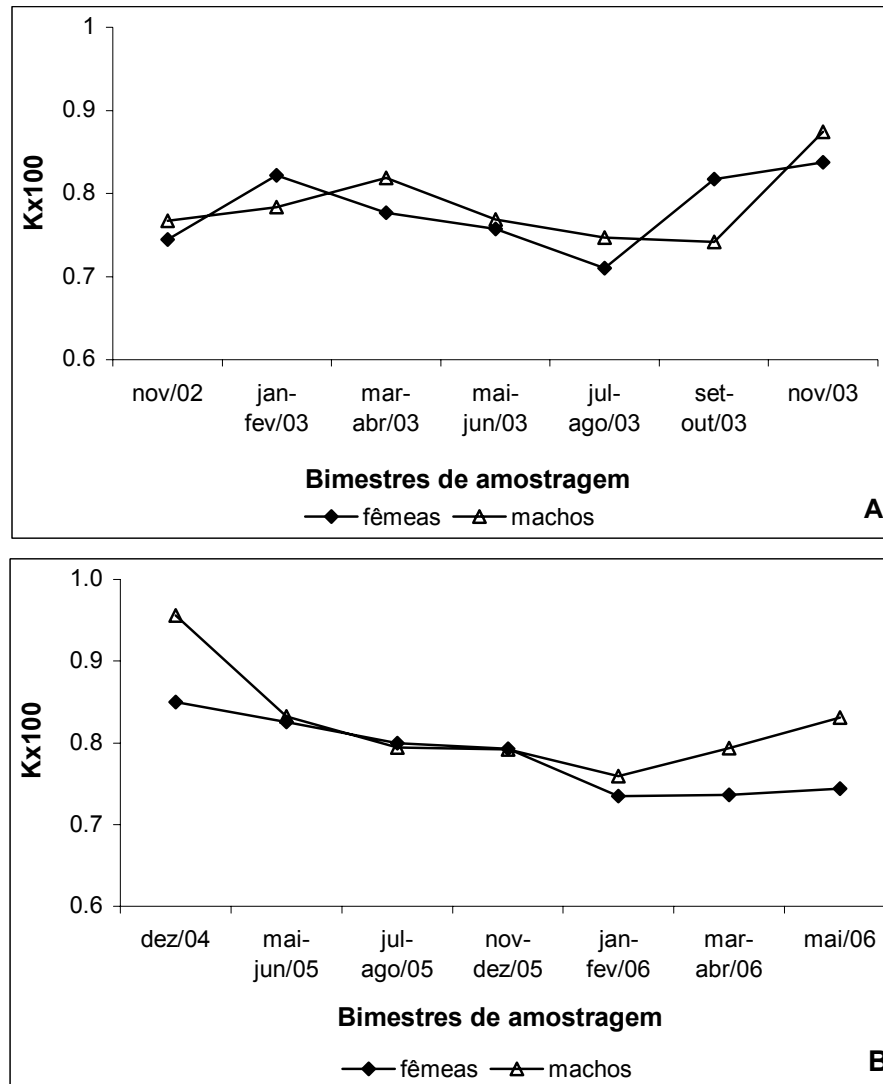 1
0.9
0.8
0.7
0.6
Kx100
nov/02 jan- mar- mai- jul- set- nov/03
fev/03 abr/03 jun/03 ago/03 out/03
Bimestres de amostragem
fêmeas machos
A
1.0
0.9
0.8
0.7
0.6
Kx100
dez/04 mai- jul- nov- jan- mar- mai/06
jun/05 ago/05 dez/05 fev/06 abr/06
Bimestres de amostragem
fêmeas machos
B